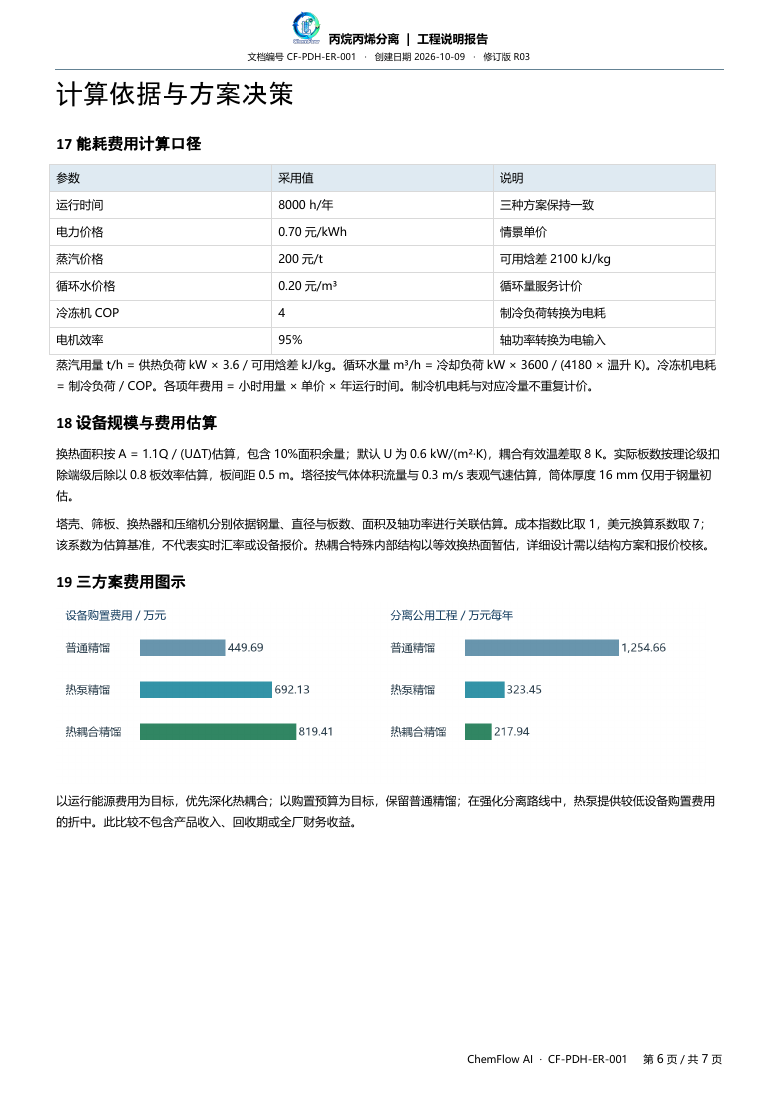 丙烷丙烯分离 | 工程说明报告
文档编号 CF-PDH-ER-001 · 创建日期 2026-10-09 · 修订版 R03
计算依据与方案决策
17 能耗费用计算口径
参数 采用值 说明
运行时间 8000 h/年 三种方案保持一致
电力价格 0.70 元/kWh 情景单价
蒸汽价格 200 元/t 可用焓差 2100 kJ/kg
循环水价格 0.20 元/m³ 循环量服务计价
冷冻机 COP 4 制冷负荷转换为电耗
电机效率 95% 轴功率转换为电输入
蒸汽用量 t/h = 供热负荷 kW × 3.6 / 可用焓差 kJ/kg。循环水量 m³/h = 冷却负荷 kW × 3600 / (4180 × 温升 K)。冷冻机电耗
= 制冷负荷 / COP。各项年费用 = 小时用量 × 单价 × 年运行时间。制冷机电耗与对应冷量不重复计价。
18 设备规模与费用估算
换热面积按 A = 1.1Q / (UΔT)估算，包含 10%面积余量；默认 U 为 0.6 kW/(m²·K)，耦合有效温差取 8 K。实际板数按理论级扣
除端级后除以 0.8 板效率估算，板间距 0.5 m。塔径按气体体积流量与 0.3 m/s 表观气速估算，筒体厚度 16 mm 仅用于钢量初
估。
塔壳、筛板、换热器和压缩机分别依据钢量、直径与板数、面积及轴功率进行关联估算。成本指数比取 1，美元换算系数取 7；
该系数为估算基准，不代表实时汇率或设备报价。热耦合特殊内部结构以等效换热面暂估，详细设计需以结构方案和报价校核。
19 三方案费用图示
设备购置费用 / 万元
普通精馏 449.69
热泵精馏 692.13
热耦合精馏 819.41
分离公用工程 / 万元每年
普通精馏 1,254.66
热泵精馏 323.45
热耦合精馏 217.94
以运行能源费用为目标，优先深化热耦合；以购置预算为目标，保留普通精馏；在强化分离路线中，热泵提供较低设备购置费用
的折中。此比较不包含产品收入、回收期或全厂财务收益。
ChemFlow AI · CF-PDH-ER-001 第 6 页 / 共 7 页